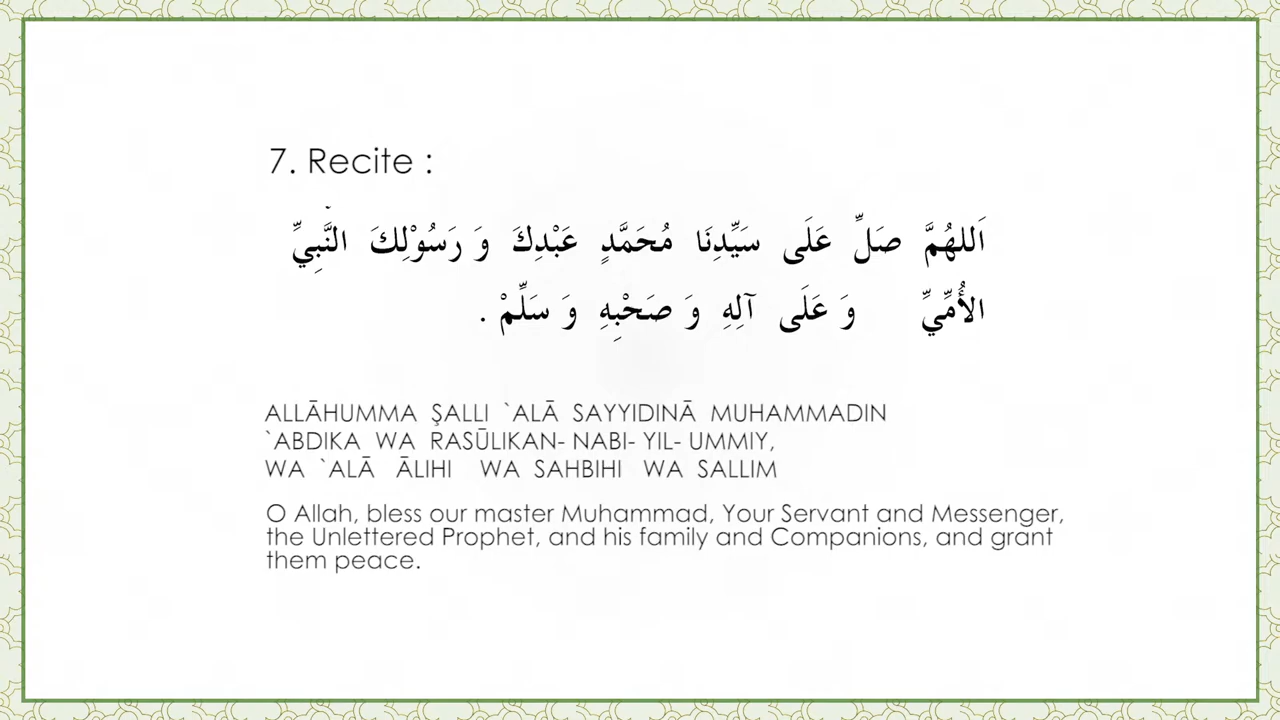 7. Recite :
اَللهُمَّ صَلِّ عَلَى سَيِّدِنَا مُحَمَّدٍ عَبْدِكَ وَ رَسُوْلِكَ النَّبِيِّ
الأُمِّيِّ وَ عَلَى آلِهِ وَ صَحْبِهِ وَ سَلِّمْ .
ALLĀHUMMA ŞALLI `ALĀ SAYYIDINĀ MUHAMMADIN
`ABDIKA WA RASŪLIKAN- NABI- YIL- UMMIY,
WA `ALĀ ĀLIHI WA SAHBIHI WA SALLIM
O Allah, bless our master Muhammad, Your Servant and Messenger,
the Unlettered Prophet, and his family and Companions, and grant
them peace.